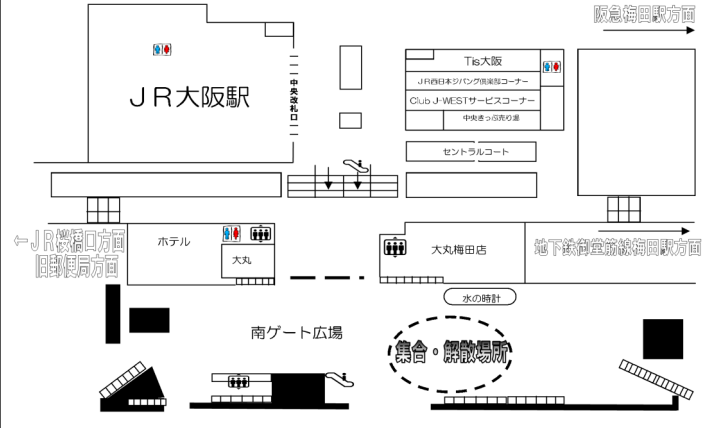 阪急梅田駅方面
Tis大阪
JR西日本ジパング倶楽部コーナー
Club J-WESTサービスコーナー
中央きっぷ売り場
JR大阪駅
中央改札口
セントラルコート
←JR桜橋口方面
旧郵便局方面
ホテル
大丸
大丸梅田店
地下鉄御堂筋線梅田駅方面
水の時計
南ゲート広場
集合・解散場所